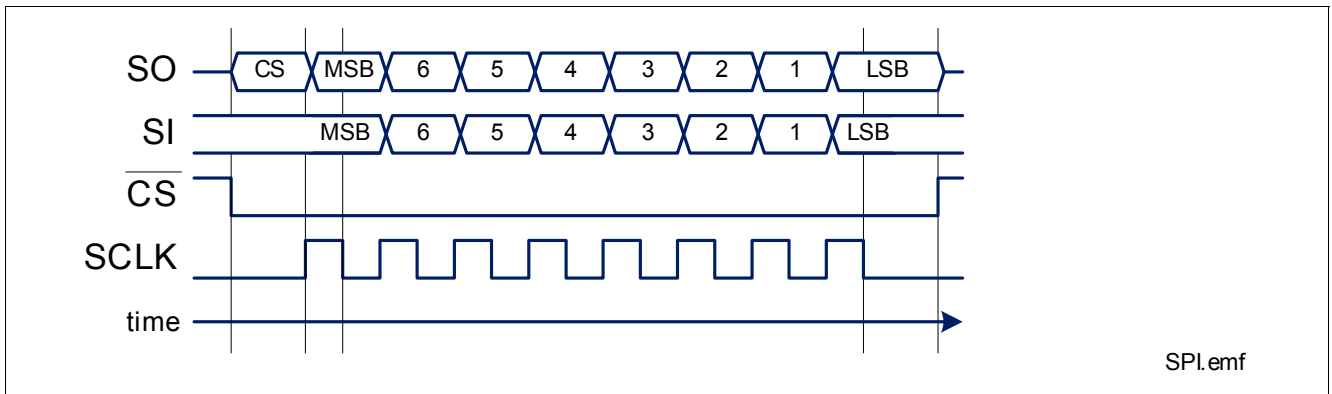 SO CS MSB 6 5 4 3 2 1 LSB
SI MSB 6 5 4 3 2 1 LSB
CS
SCLK
time
SPI.emf